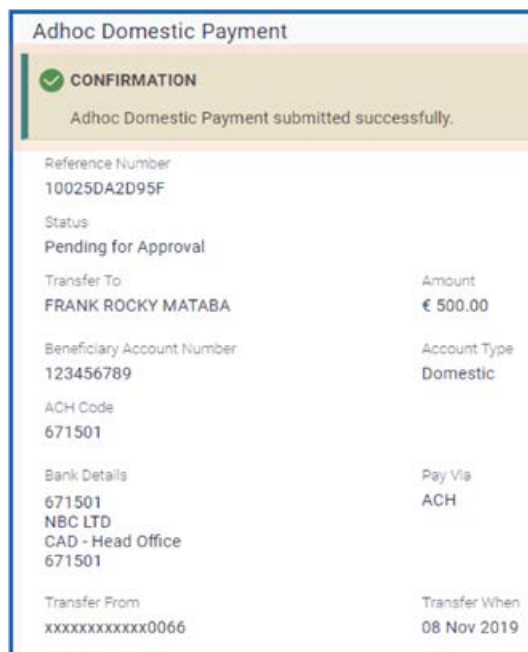 Adhoc Domestic Payment
CONFIRMATION
Adhoc Domestic Payment submitted successfully.
Reference Number
10025DA2D95F
Status
Pending for Approval
Transfer To
FRANK ROCKY MATABA
Amount
€ 500.00
Beneficiary Account Number
123456789
Account Type
Domestic
ACH Code
671501
Bank Details
671501
NBC LTD
CAD - Head Office
671501
Pay Via
ACH
Transfer From
xxxxxxxxxxxx0066
Transfer When
08 Nov 2019